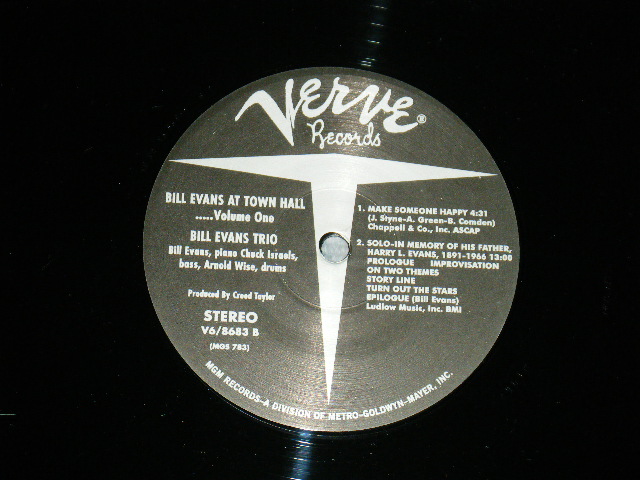 Verve®
Records
BILL EVANS AT TOWN HALL
.....Volume One
BILL EVANS TRIO
Bill Evans, piano Chuck Israels,
bass, Arnold Wise, drums
Produced By Creed Taylor
STEREO
V6/8683 B
(MGS 783)
1. MAKE SOMEONE HAPPY 4:31
(J. Styne-A. Green-B. Comden)
Chappell & Co., Inc. ASCAP
2. SOLO-IN MEMORY OF HIS FATHER,
HARRY L. EVANS, 1891-1966 13:00
PROLOGUE IMPROVISATION
ON TWO THEMES
STORY LINE
TURN OUT THE STARS
EPILOGUE (Bill Evans)
Ludlow Music, Inc. BMI
MGM RECORDS-A DIVISION OF METRO-GOLDWYN-MAYER, INC.